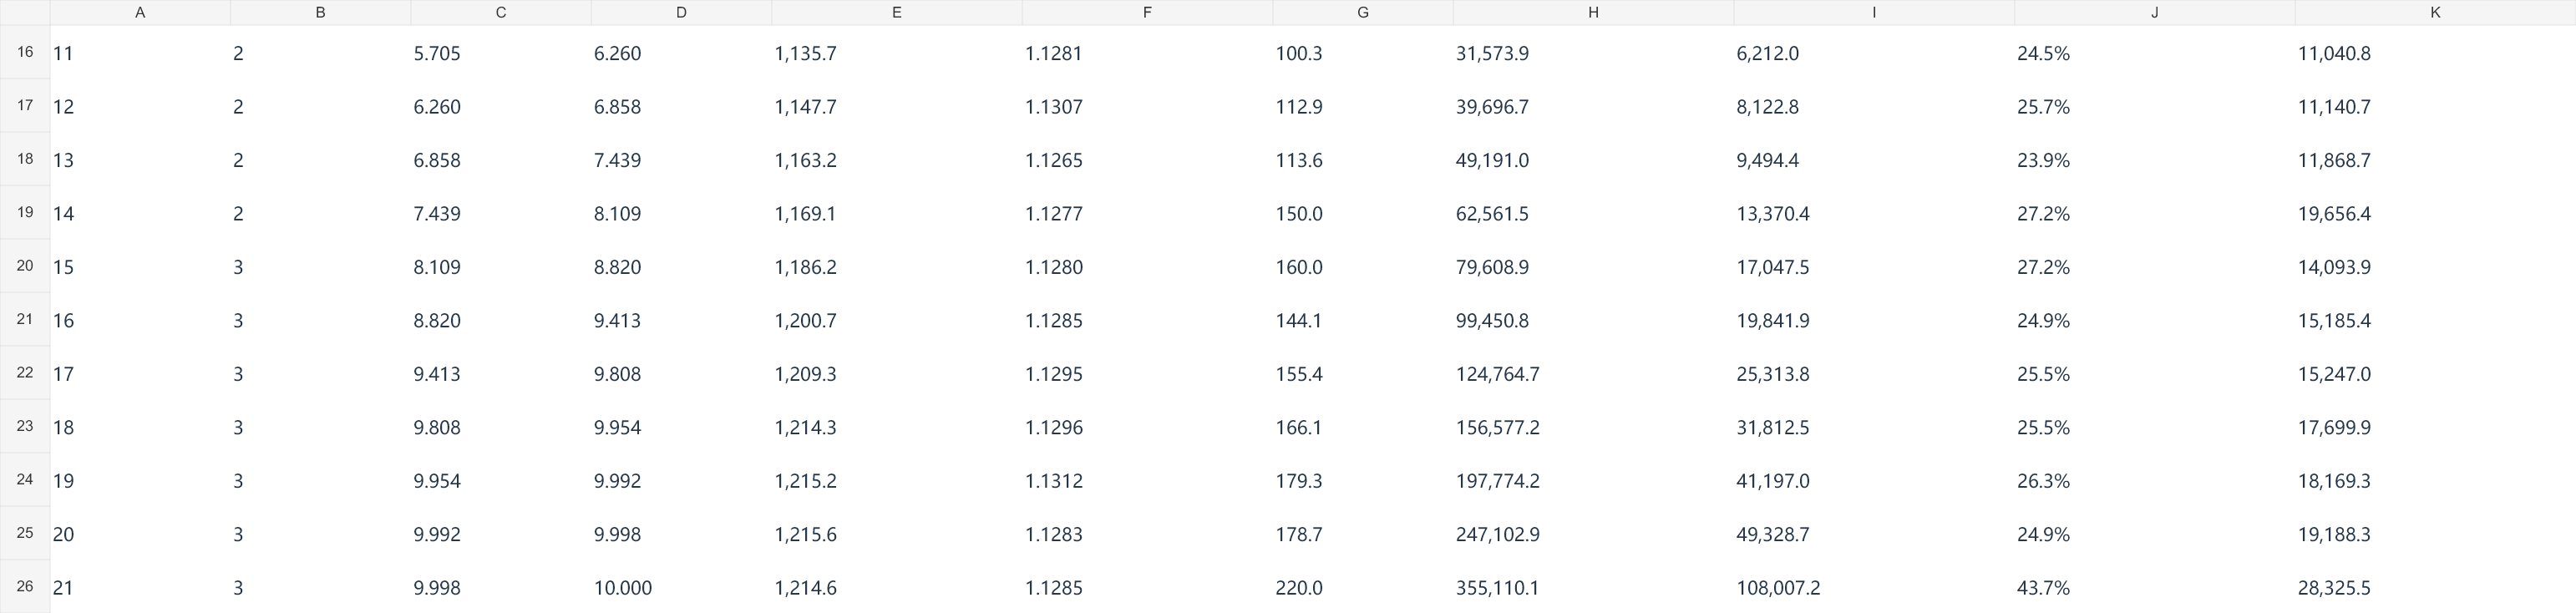 A B C D E F G H I J K
16 11 2 5.705 6.260 1,135.7 1.1281 100.3 31,573.9 6,212.0 24.5% 11,040.8
17 12 2 6.260 6.858 1,147.7 1.1307 112.9 39,696.7 8,122.8 25.7% 11,140.7
18 13 2 6.858 7.439 1,163.2 1.1265 113.6 49,191.0 9,494.4 23.9% 11,868.7
19 14 2 7.439 8.109 1,169.1 1.1277 150.0 62,561.5 13,370.4 27.2% 19,656.4
20 15 3 8.109 8.820 1,186.2 1.1280 160.0 79,608.9 17,047.5 27.2% 14,093.9
21 16 3 8.820 9.413 1,200.7 1.1285 144.1 99,450.8 19,841.9 24.9% 15,185.4
22 17 3 9.413 9.808 1,209.3 1.1295 155.4 124,764.7 25,313.8 25.5% 15,247.0
23 18 3 9.808 9.954 1,214.3 1.1296 166.1 156,577.2 31,812.5 25.5% 17,699.9
24 19 3 9.954 9.992 1,215.2 1.1312 179.3 197,774.2 41,197.0 26.3% 18,169.3
25 20 3 9.992 9.998 1,215.6 1.1283 178.7 247,102.9 49,328.7 24.9% 19,188.3
26 21 3 9.998 10.000 1,214.6 1.1285 220.0 355,110.1 108,007.2 43.7% 28,325.5